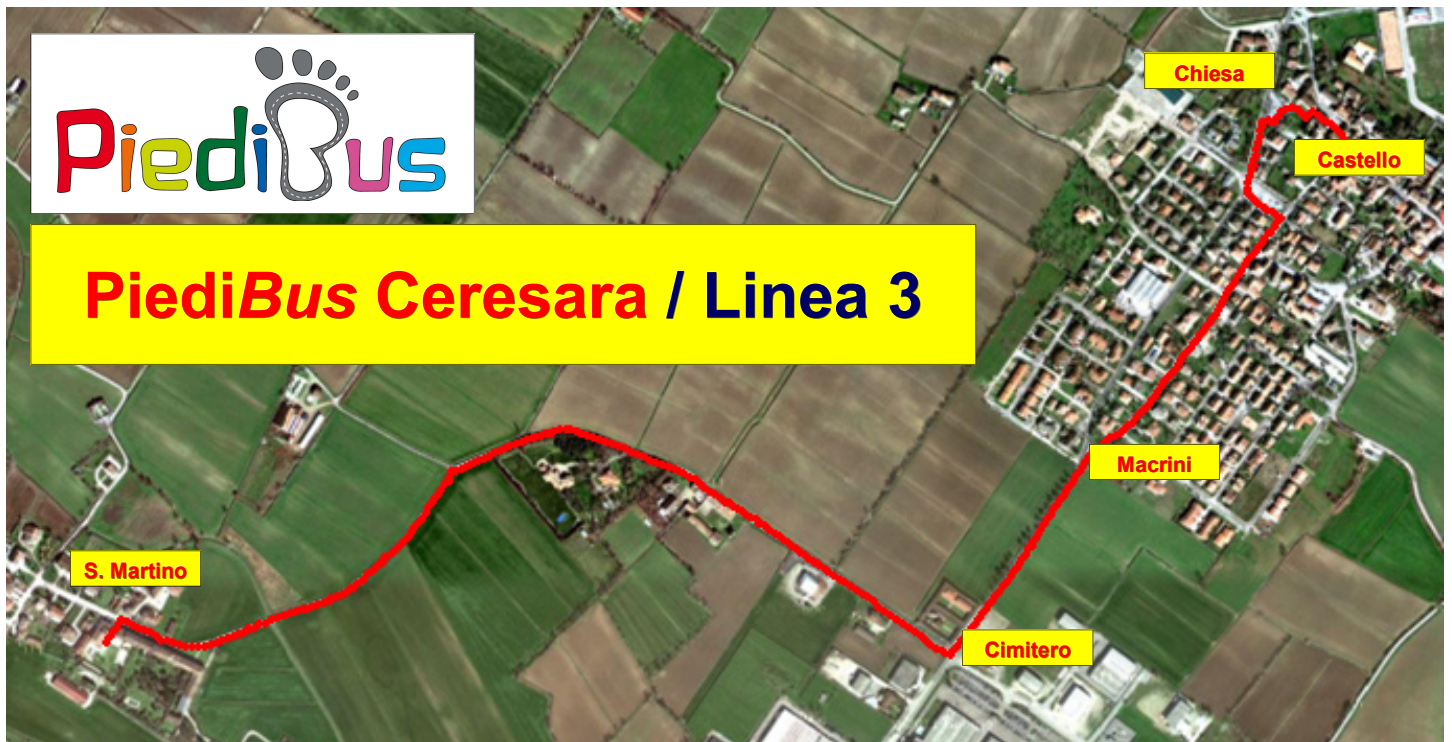 PiediBus
PiediBus Ceresara / Linea 3
Chiesa
Castello
Macrini
S. Martino
Cimitero